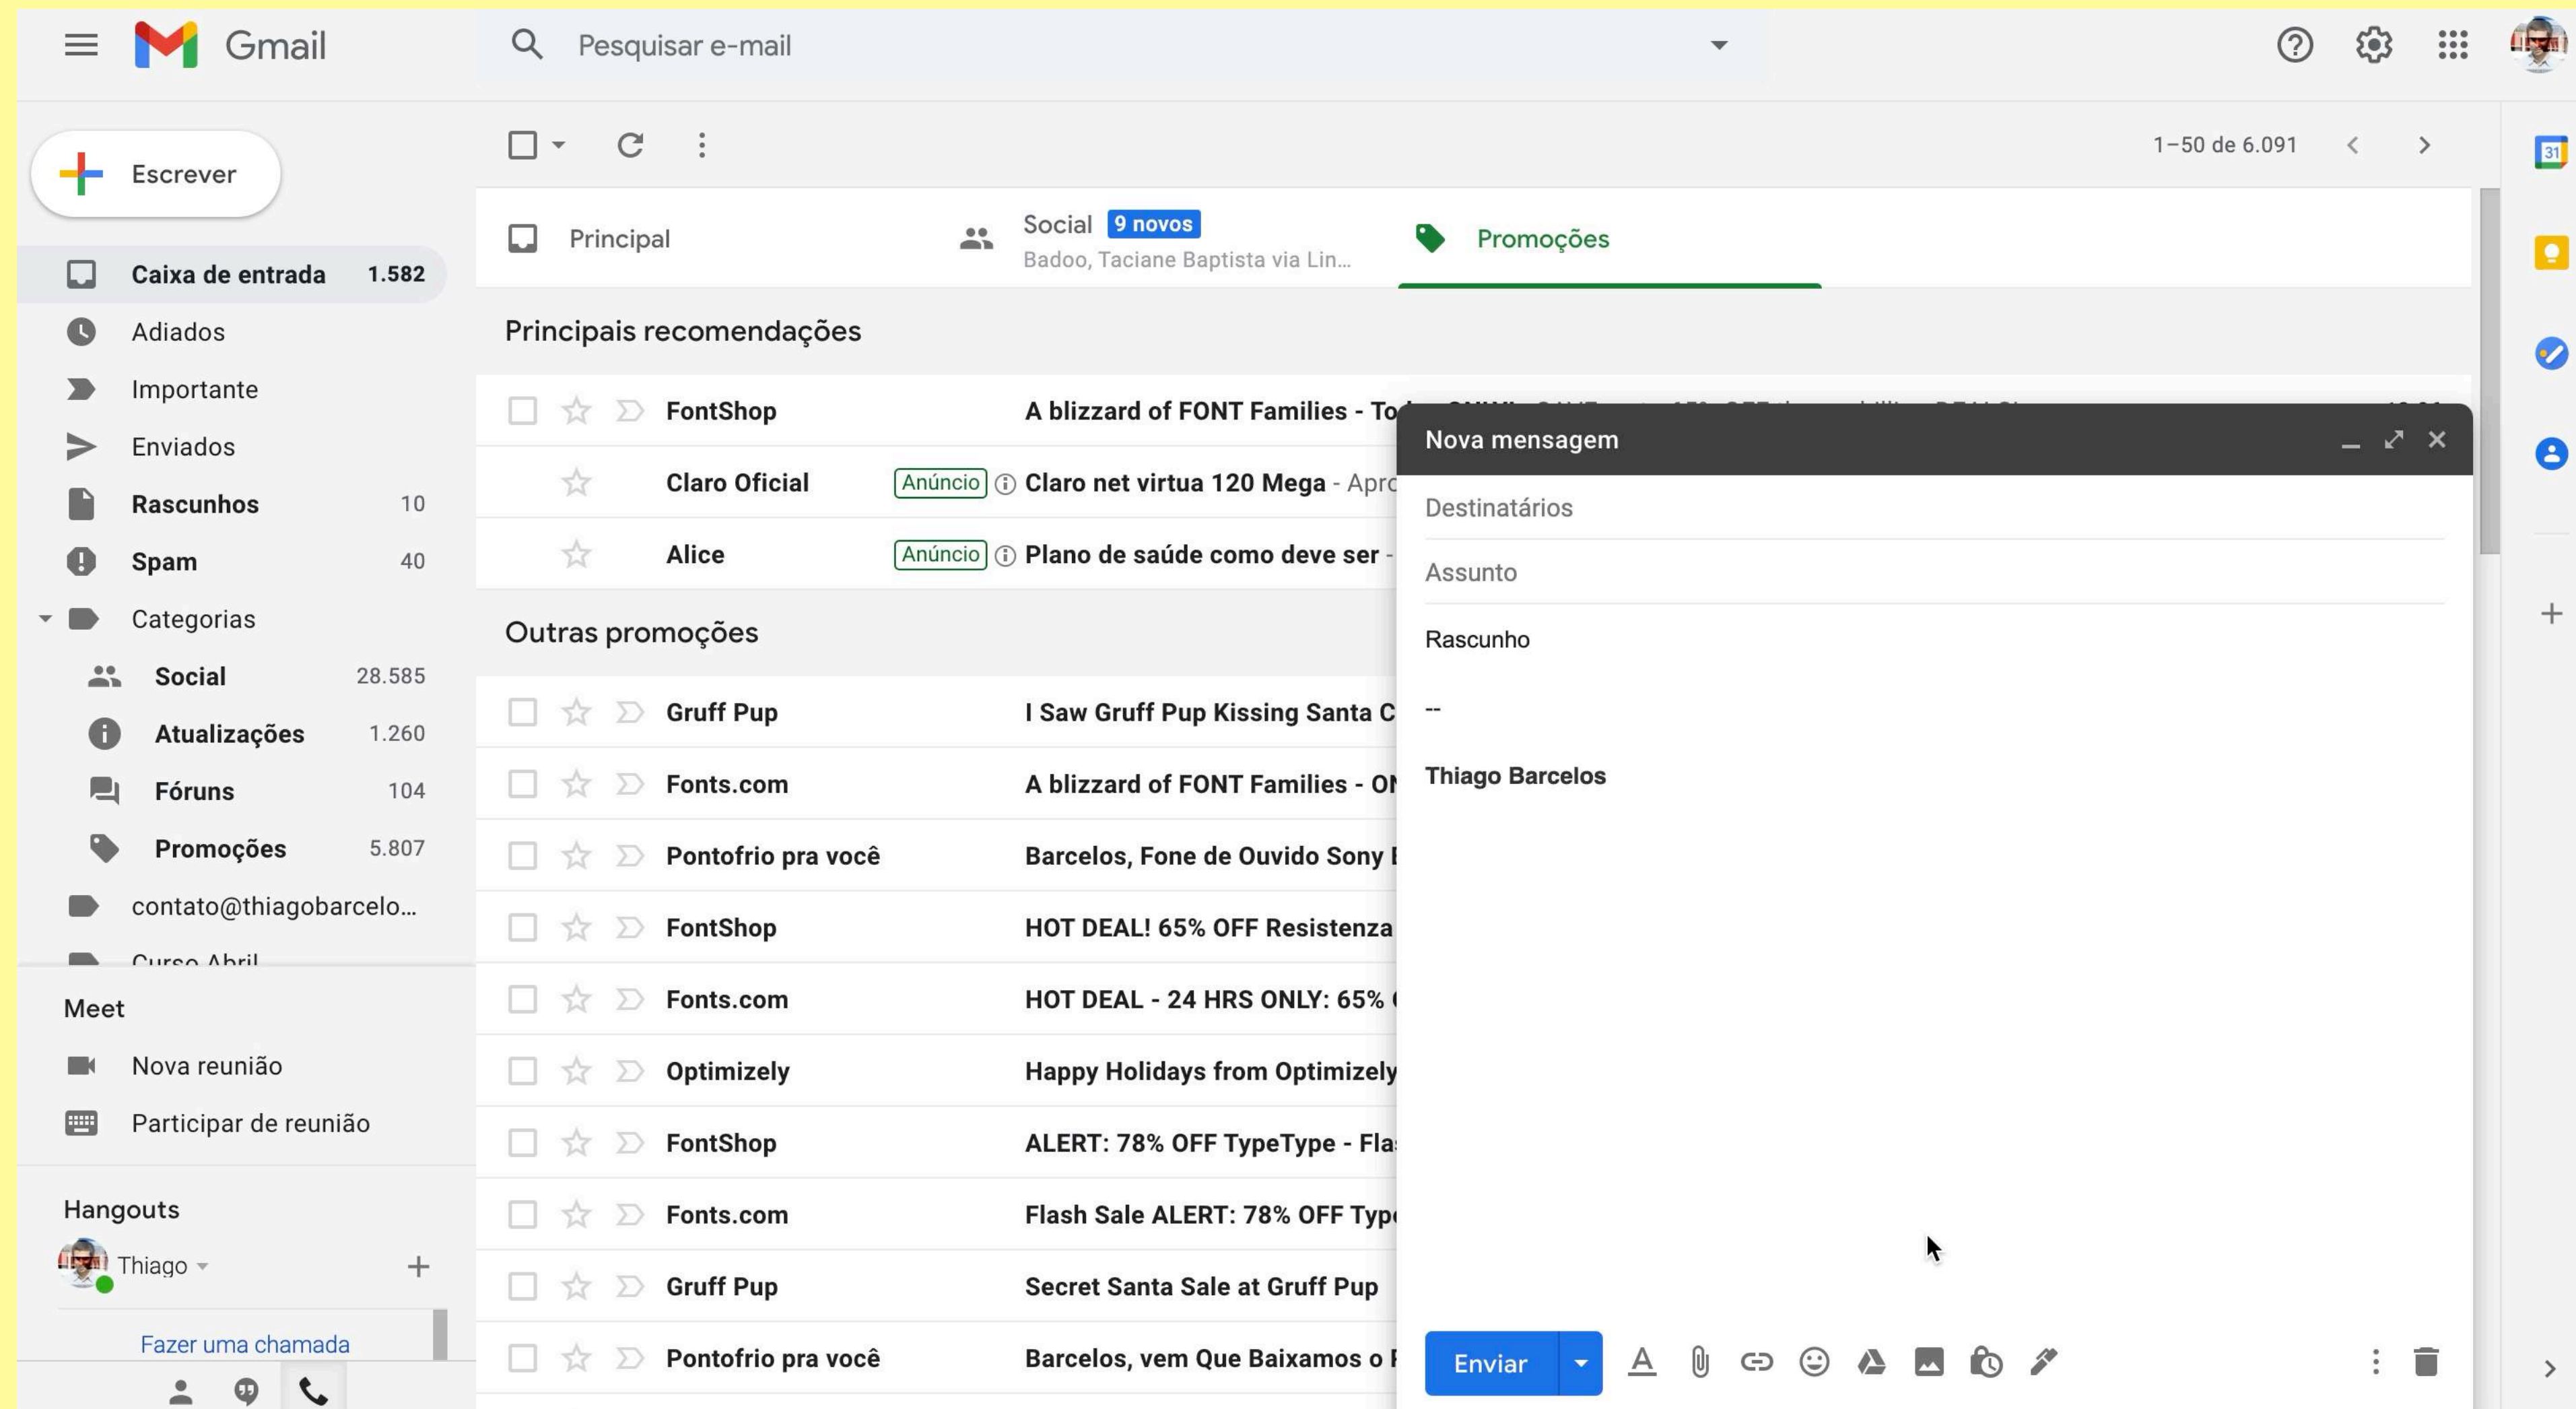 Gmail
Pesquisar e-mail
Escrever
1–50 de 6.091
31
Caixa de entrada 1.582
Adiados
Importante
Enviados
Rascunhos 10
Spam 40
Categorias
Social 28.585
Atualizações 1.260
Fóruns 104
Promoções 5.807
contato@thiagobarcelo...
Curso Abril
Meet
Nova reunião
Participar de reunião
Hangouts
Thiago
Fazer uma chamada
Principal
Social 9 novos
Badoo, Taciane Baptista via Lin...
Promoções
Principais recomendações
FontShop A blizzard of FONT Families -
Claro Oficial Anúncio Claro net virtua 120 Mega -
Alice Anúncio Plano de saúde como deve ser -
Outras promoções
Gruff Pup I Saw Gruff Pup Kissing Santa
Fonts.com A blizzard of FONT Families -
Pontofrio pra você Barcelos, Fone de Ouvido Sony
FontShop HOT DEAL! 65% OFF Resistenza
Fonts.com HOT DEAL - 24 HRS ONLY: 65%
Optimizely Happy Holidays from Optimizely
FontShop ALERT: 78% OFF TypeType -
Fonts.com Flash Sale ALERT: 78% OFF
Gruff Pup Secret Santa Sale at Gruff Pup
Pontofrio pra você Barcelos, vem Que Baixamos o
Nova mensagem
Destinatários
Assunto
Rascunho
--
Thiago Barcelos
Enviar